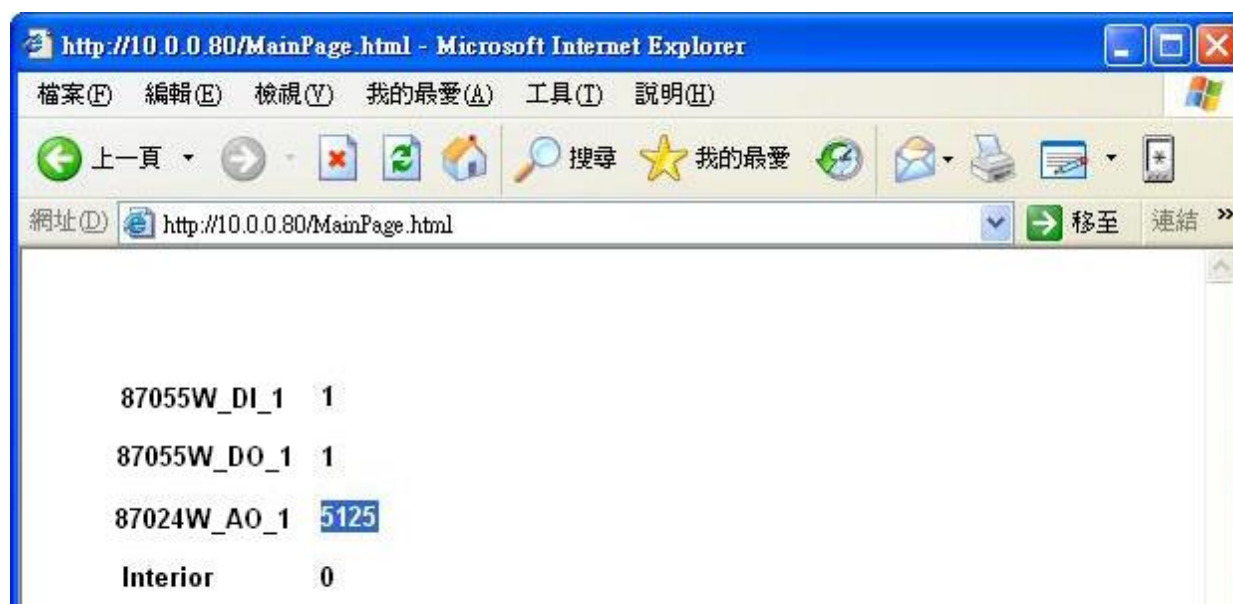 http://10.0.0.80/MainPage.html - Microsoft Internet Explorer
檔案(F) 編輯(E) 檢視(V) 我的最愛(A) 工具(T) 說明(H)
上一頁 搜尋 我的最愛
網址(D) http://10.0.0.80/MainPage.html 移至 連結 »
87055W_DI_1 1
87055W_DO_1 1
87024W_AO_1 5125
Interior 0